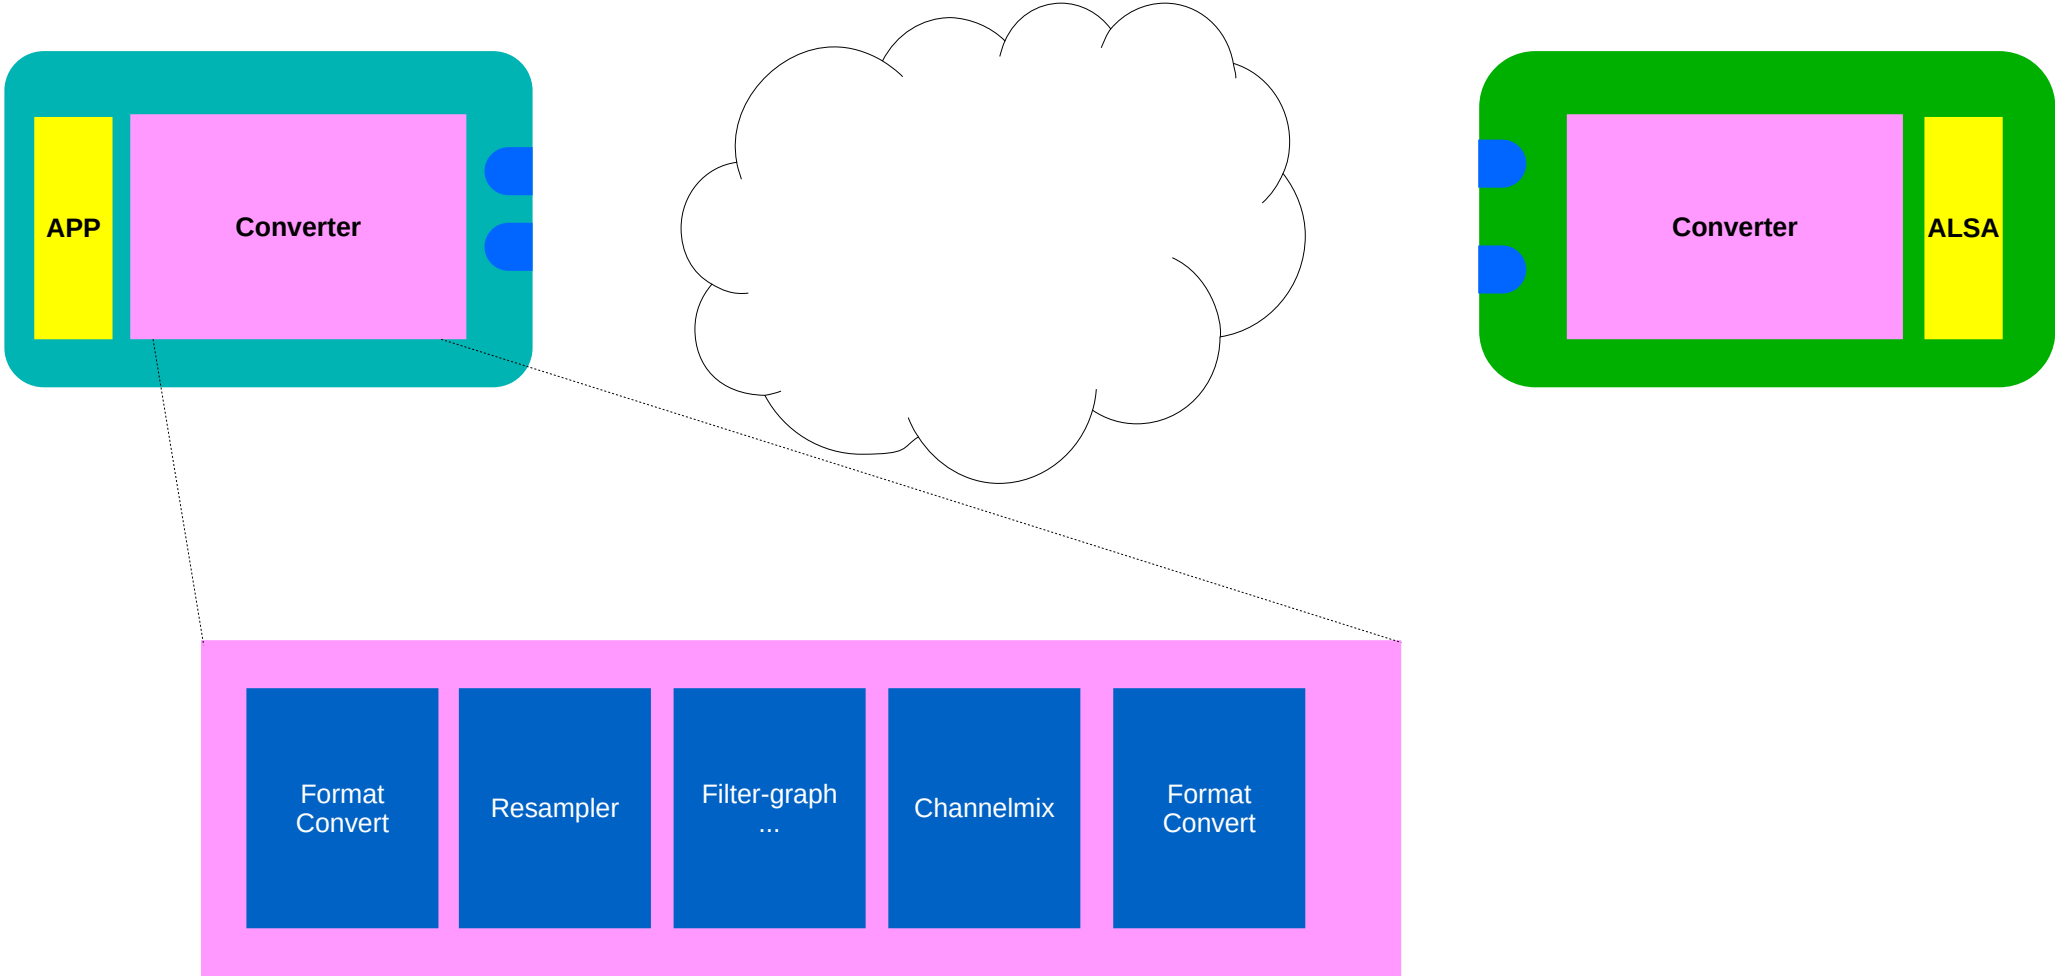 APP
Converter
Converter
ALSA
Format
Convert
Resampler
Filter-graph
...
Channelmix
Format
Convert